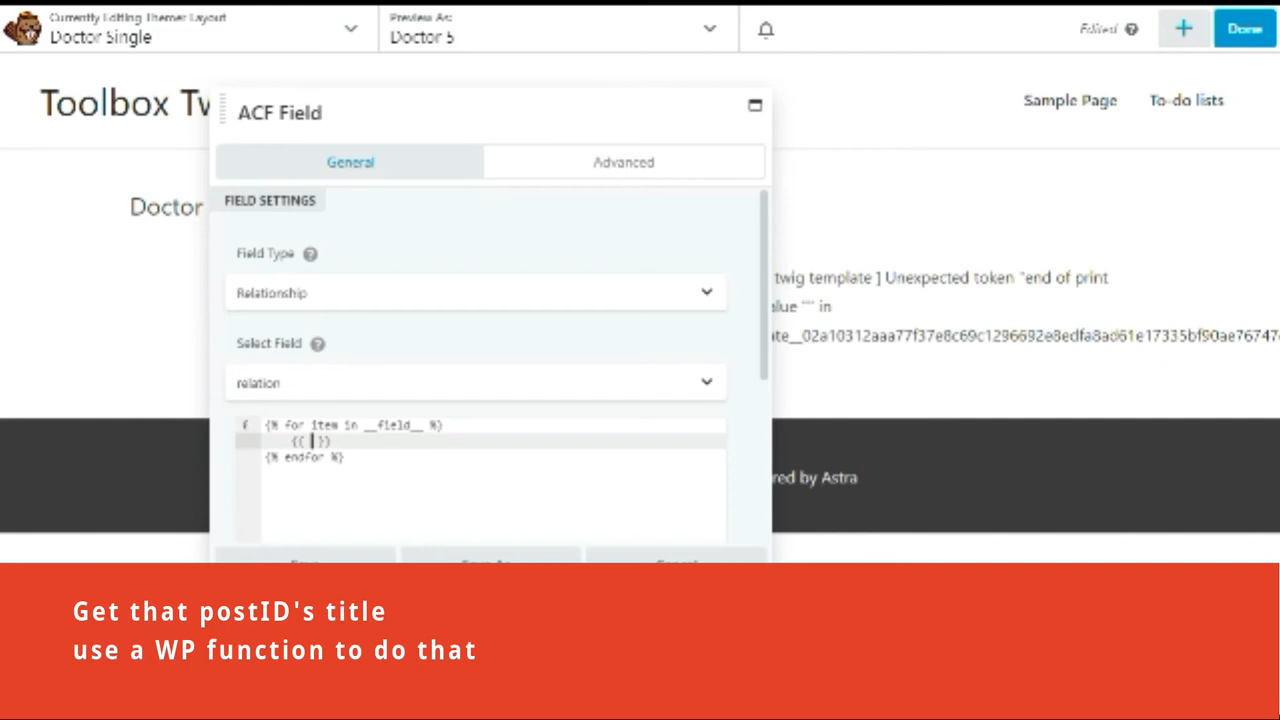 Currently Editing Themer Layout
Doctor Single
Preview As:
Doctor 5
Edited
Done
Toolbox Tw
Sample Page
To-do lists
ACF Field
General
Advanced
FIELD SETTINGS
Doctor
Field Type
Relationship
twig template ] Unexpected token "end of print
alue "" in
Select Field
ate__02a10312aaa77f37e8c69c1296692e8edfa8ad61e17335bf90ae76747
relation
{% for item in __field__ %}
{{ }}
{% endfor %}
red by Astra
Get that postID's title
use a WP function to do that